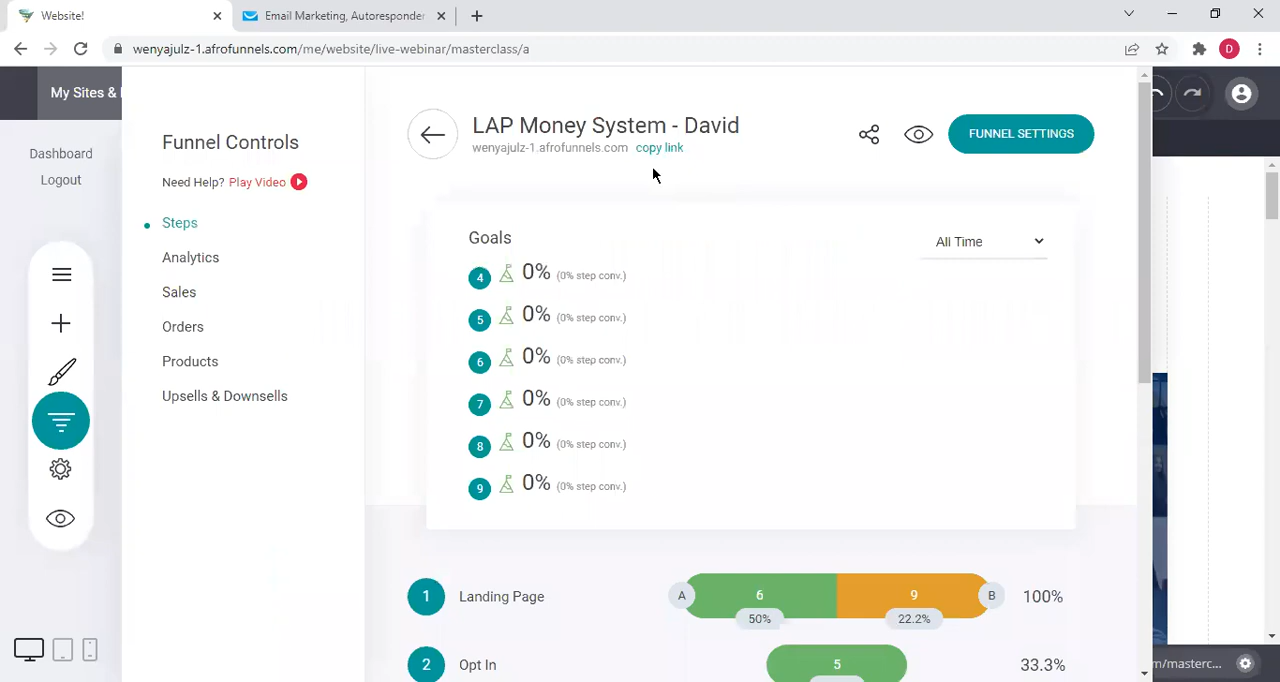 Website!
Email Marketing, Autoresponder
D
wenyajulz-1.afrofunnels.com/me/website/live-webinar/masterclass/a
My Sites &
Dashboard
Logout
Funnel Controls
Need Help? Play Video
Steps
Analytics
Sales
Orders
Products
Upsells & Downsells
LAP Money System - David
wenyajulz-1.afrofunnels.com copy link
FUNNEL SETTINGS
Goals
All Time
4 0% (0% step conv.)
5 0% (0% step conv.)
6 0% (0% step conv.)
7 0% (0% step conv.)
8 0% (0% step conv.)
9 0% (0% step conv.)
1 Landing Page A 6 9 B 100%
50% 22.2%
2 Opt In 5 33.3%
m/masterc...